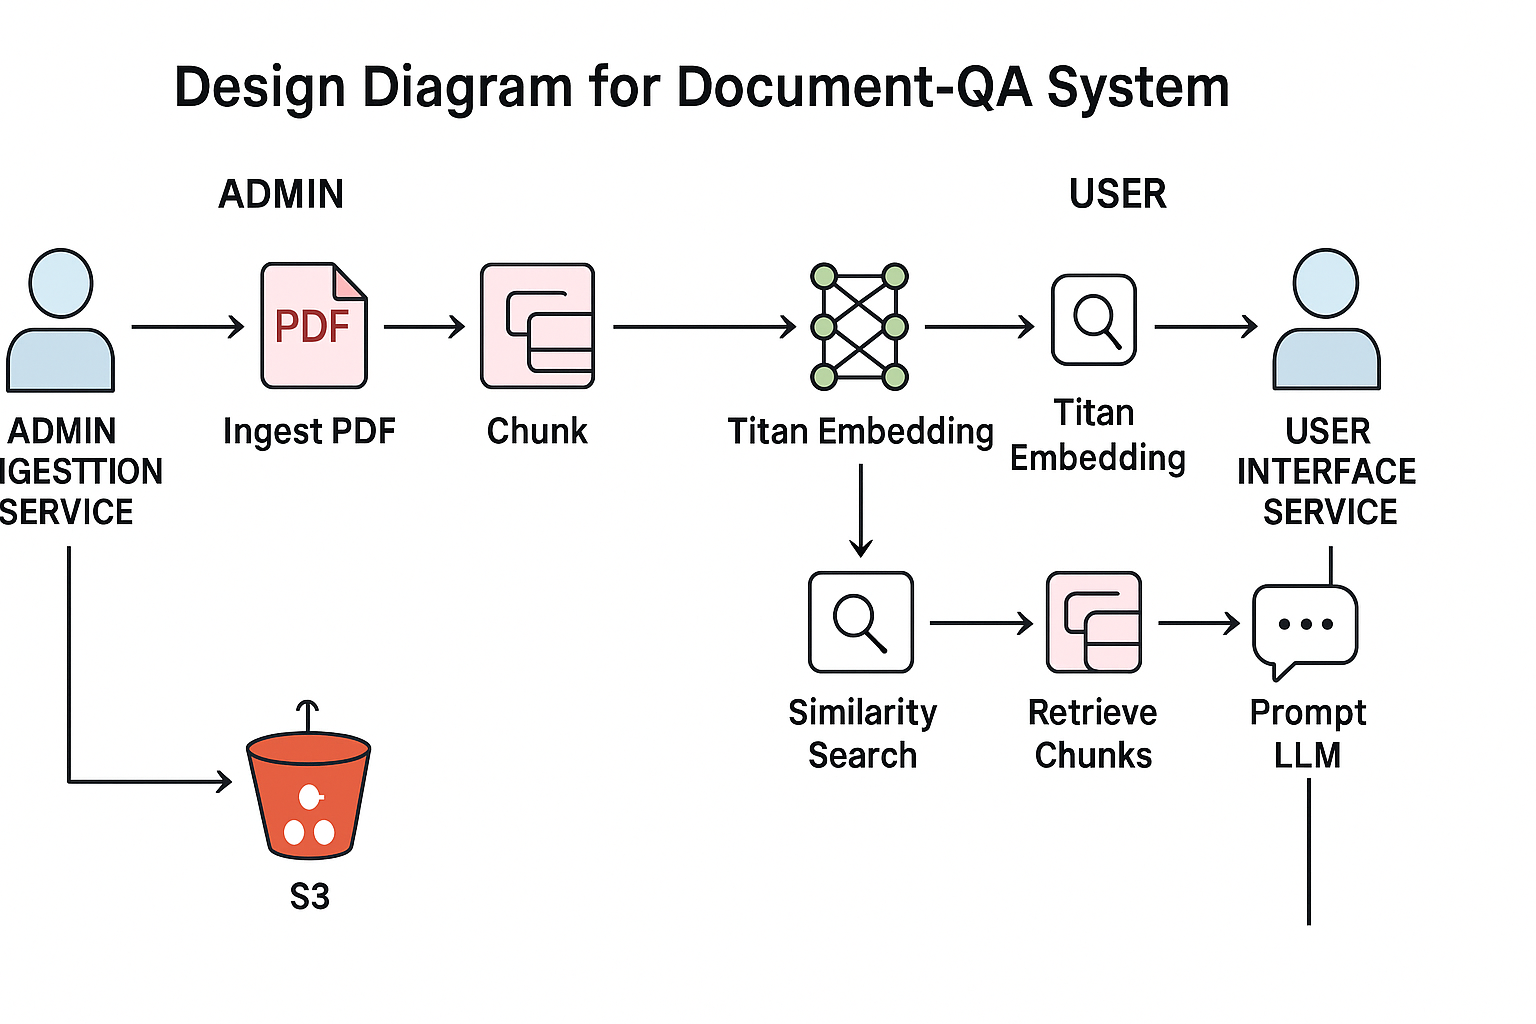 Design Diagram for Document-QA System
ADMIN
USER
PDF
ADMIN
IGESTTION
SERVICE
Ingest PDF
Chunk
Titan Embedding
Titan
Embedding
USER
INTERFACE
SERVICE
Similarity
Search
Retrieve
Chunks
Prompt
LLM
S3